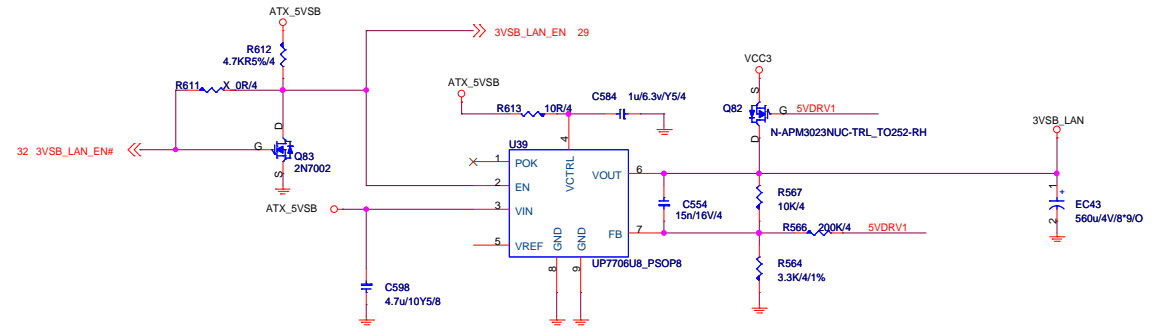 ATX_5VSB
R612
4.7KR5%/4
3VSB_LAN_EN 29
R611 X_0R/4
D
G
S
Q83
2N7002
32 3VSB_LAN_EN#
ATX_5VSB
R613 10R/4
C584 1u/6.3v/Y5/4
VCC3
S
Q82
G
5VDRV1
D
N-APM3023NUC-TRL_TO252-RH
3VSB_LAN
U39
4
VCTRL
1 POK
2 EN
3 VIN
5 VREF
VOUT 6
FB 7
GND
GND
8
9
UP7706U8_PSOP8
ATX_5VSB
C598
4.7u/10Y5/8
C554
15n/16V/4
R567
10K/4
R566 200K/4
5VDRV1
R564
3.3K/4/1%
1
+
2
EC43
560u/4V/8*9/O